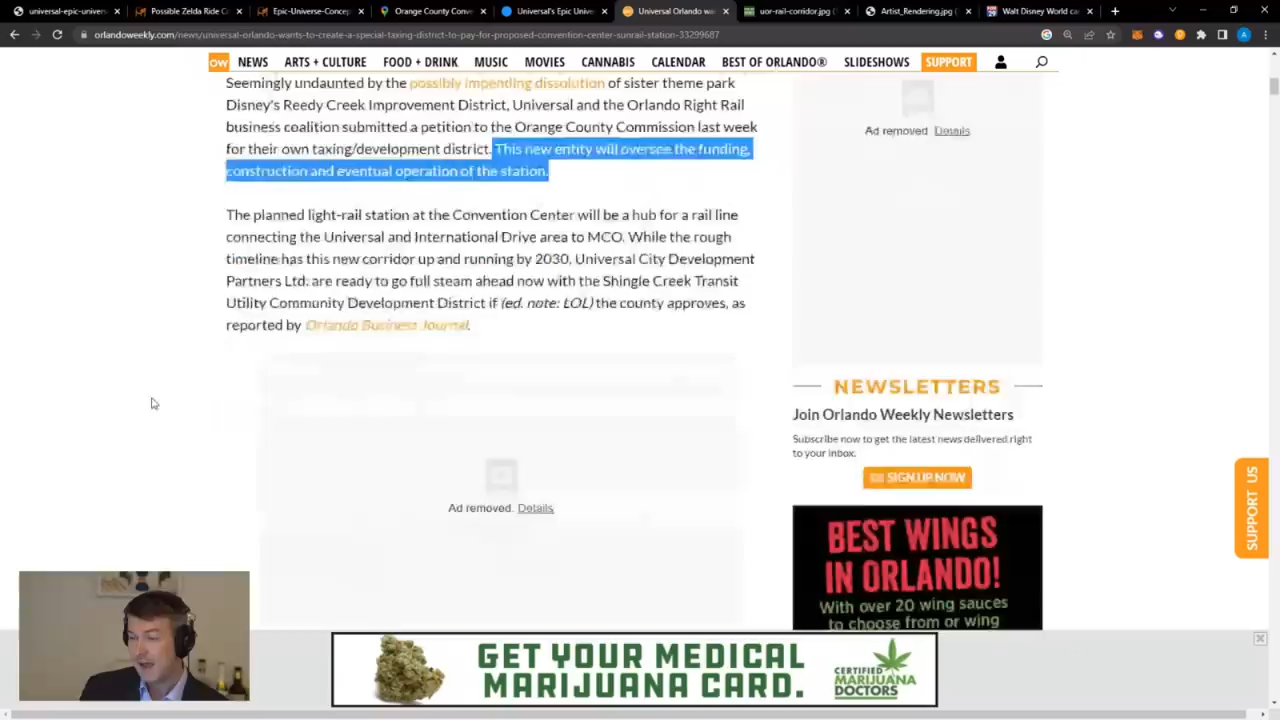 universal-epic-univers
Possible Zelda Ride C
Epic-Universe-Concep
Orange County Conv
Universal's Epic Unive
Universal Orlando wa
uor-rail-corridor.jpg (
Artist_Rendering.jpg (
Walt Disney World ca
orlandoweekly.com/news/universal-orlando-wants-to-create-a-special-taxing-district-to-pay-for-proposed-convention-center-sunrail-station-33299687
OW NEWS ARTS + CULTURE FOOD + DRINK MUSIC MOVIES CANNABIS CALENDAR BEST OF ORLANDO® SLIDESHOWS SUPPORT
Seemingly undaunted by the possibly impending dissolution of sister theme park
Disney's Reedy Creek Improvement District, Universal and the Orlando Right Rail
business coalition submitted a petition to the Orange County Commission last week
for their own taxing/development district. This new entity will oversee the funding,
construction and eventual operation of the station.
The planned light-rail station at the Convention Center will be a hub for a rail line
connecting the Universal and International Drive area to MCO. While the rough
timeline has this new corridor up and running by 2030, Universal City Development
Partners Ltd. are ready to go full steam ahead now with the Shingle Creek Transit
Utility Community Development District if (ed. note: LOL) the county approves, as
reported by Orlando Business Journal.
Ad removed. Details
Ad removed. Details
NEWSLETTERS
Join Orlando Weekly Newsletters
Subscribe now to get the latest news delivered right
to your inbox.
SIGN UP NOW
SUPPORT US
BEST WINGS
IN ORLANDO!
With over 20 wing sauces
to choose from or wing
GET YOUR MEDICAL
MARIJUANA CARD.
CERTIFIED
MARIJUANA
DOCTORS